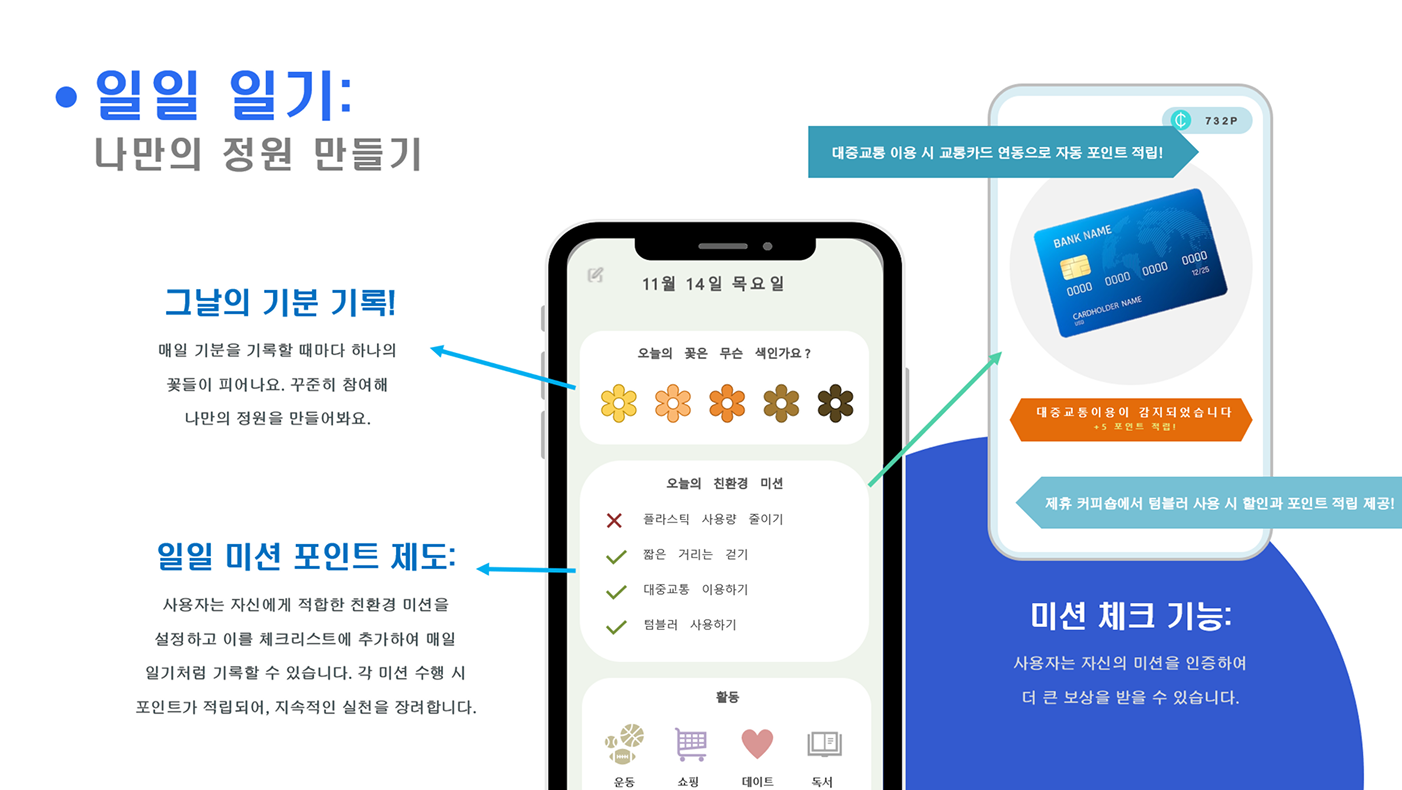 • 일일 일기:
나만의 정원 만들기
그날의 기분 기록!
매일 기분을 기록할 때마다 하나의
꽃들이 피어나요. 꾸준히 참여해
나만의 정원을 만들어봐요.
일일 미션 포인트 제도:
사용자는 자신에게 적합한 친환경 미션을
설정하고 이를 체크리스트에 추가하여 매일
일기처럼 기록할 수 있습니다. 각 미션 수행 시
포인트가 적립되어, 지속적인 실천을 장려합니다.
11월 14일 목요일
오늘의 꽃은 무슨 색인가요?
오늘의 친환경 미션
플라스틱 사용량 줄이기
짧은 거리는 걷기
대중교통 이용하기
텀블러 사용하기
활동
운동 쇼핑 데이트 독서
732P
대중교통 이용 시 교통카드 연동으로 자동 포인트 적립!
BANK NAME
0000 0000 0000 0000
12/25
CARDHOLDER NAME
대중교통이용이 감지되었습니다
+5 포인트 적립!
제휴 커피숍에서 텀블러 사용 시 할인과 포인트 적립 제공!
미션 체크 기능:
사용자는 자신의 미션을 인증하여
더 큰 보상을 받을 수 있습니다.